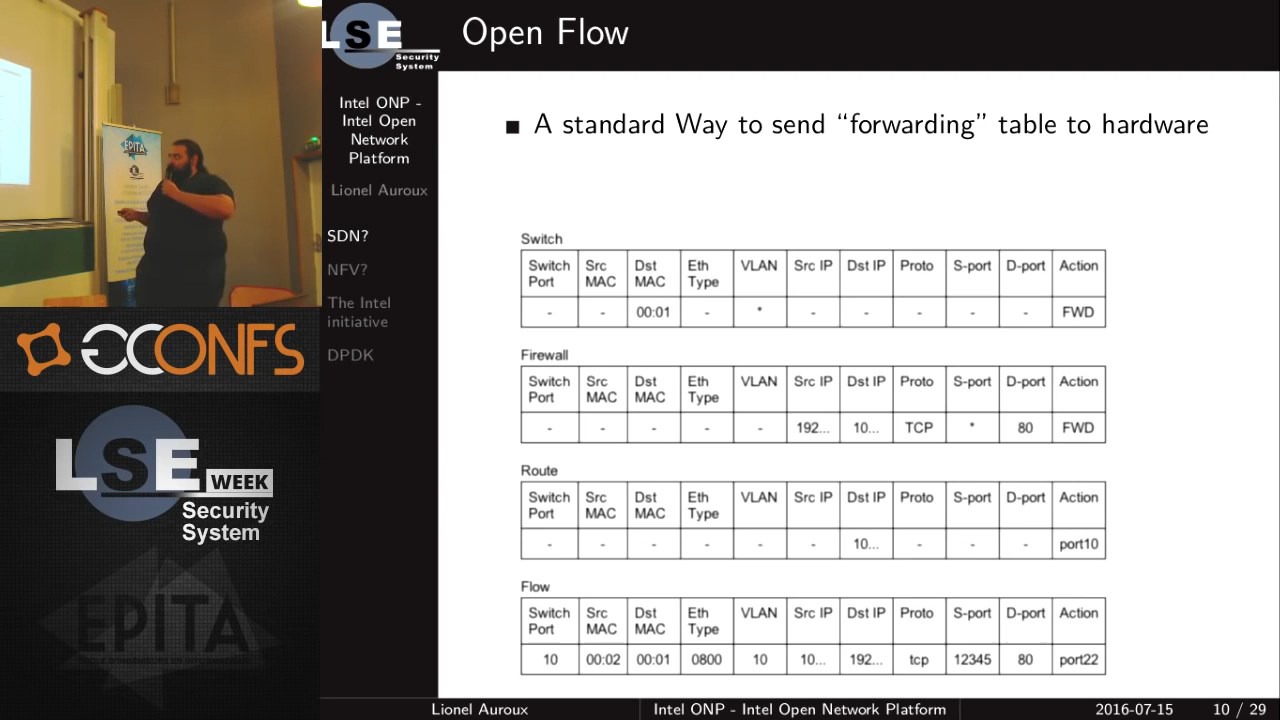 EPITA
LSE
Security
System
Open Flow
Intel ONP -
Intel Open
Network
Platform
Lionel Auroux
SDN?
NFV?
The Intel
initiative
DPDK
■ A standard Way to send “forwarding” table to hardware
Switch
Switch Port Src MAC Dst MAC Eth Type VLAN Src IP Dst IP Proto S-port D-port Action
- - 00:01 - * - - - - - FWD
Firewall
Switch Port Src MAC Dst MAC Eth Type VLAN Src IP Dst IP Proto S-port D-port Action
- - - - - 192... 10... TCP * 80 FWD
Route
Switch Port Src MAC Dst MAC Eth Type VLAN Src IP Dst IP Proto S-port D-port Action
- - - - - - 10... - - - port10
Flow
Switch Port Src MAC Dst MAC Eth Type VLAN Src IP Dst IP Proto S-port D-port Action
10 00:02 00:01 0800 10 10... 192... tcp 12345 80 port22
GCONFS
LSE WEEK
Security
System
EPITA
Lionel Auroux Intel ONP - Intel Open Network Platform 2016-07-15 10 / 29